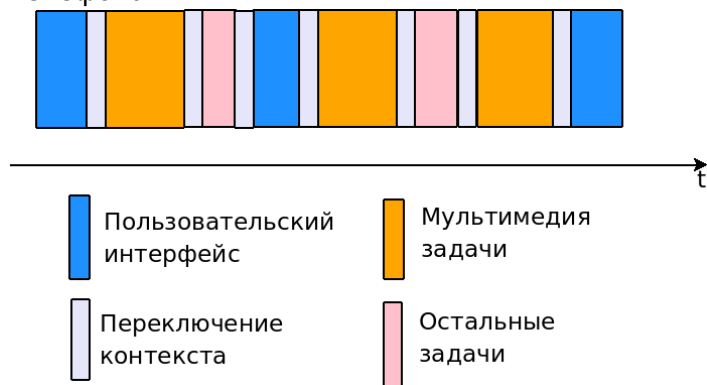 t
Пользовательский
интерфейс
Мультимедия
задачи
Переключение
контекста
Остальные
задачи